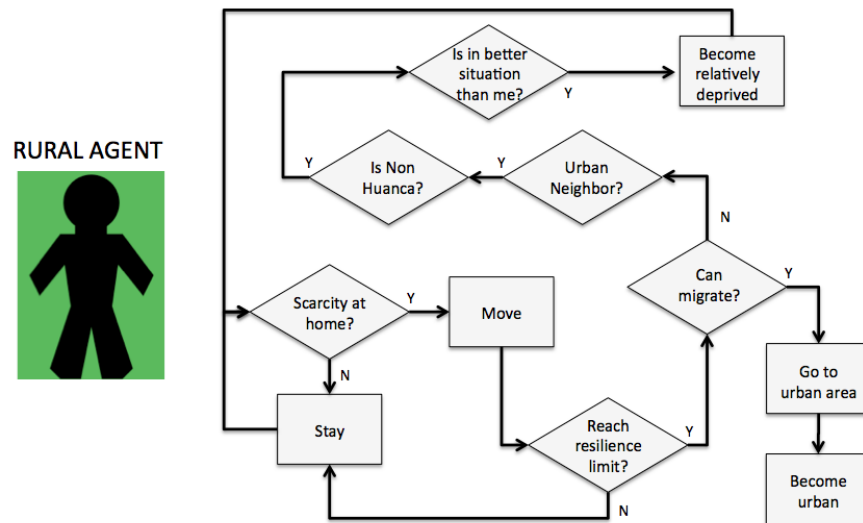 Is in better
situation
than me?
Y
Become
relatively
deprived
RURAL AGENT
Y
Is Non
Huanca?
Y
Urban
Neighbor?
N
Scarcity at
home?
Y
Move
Can
migrate?
Y
N
Stay
Reach
resilience
limit?
Y
N
Go to
urban area
Become
urban